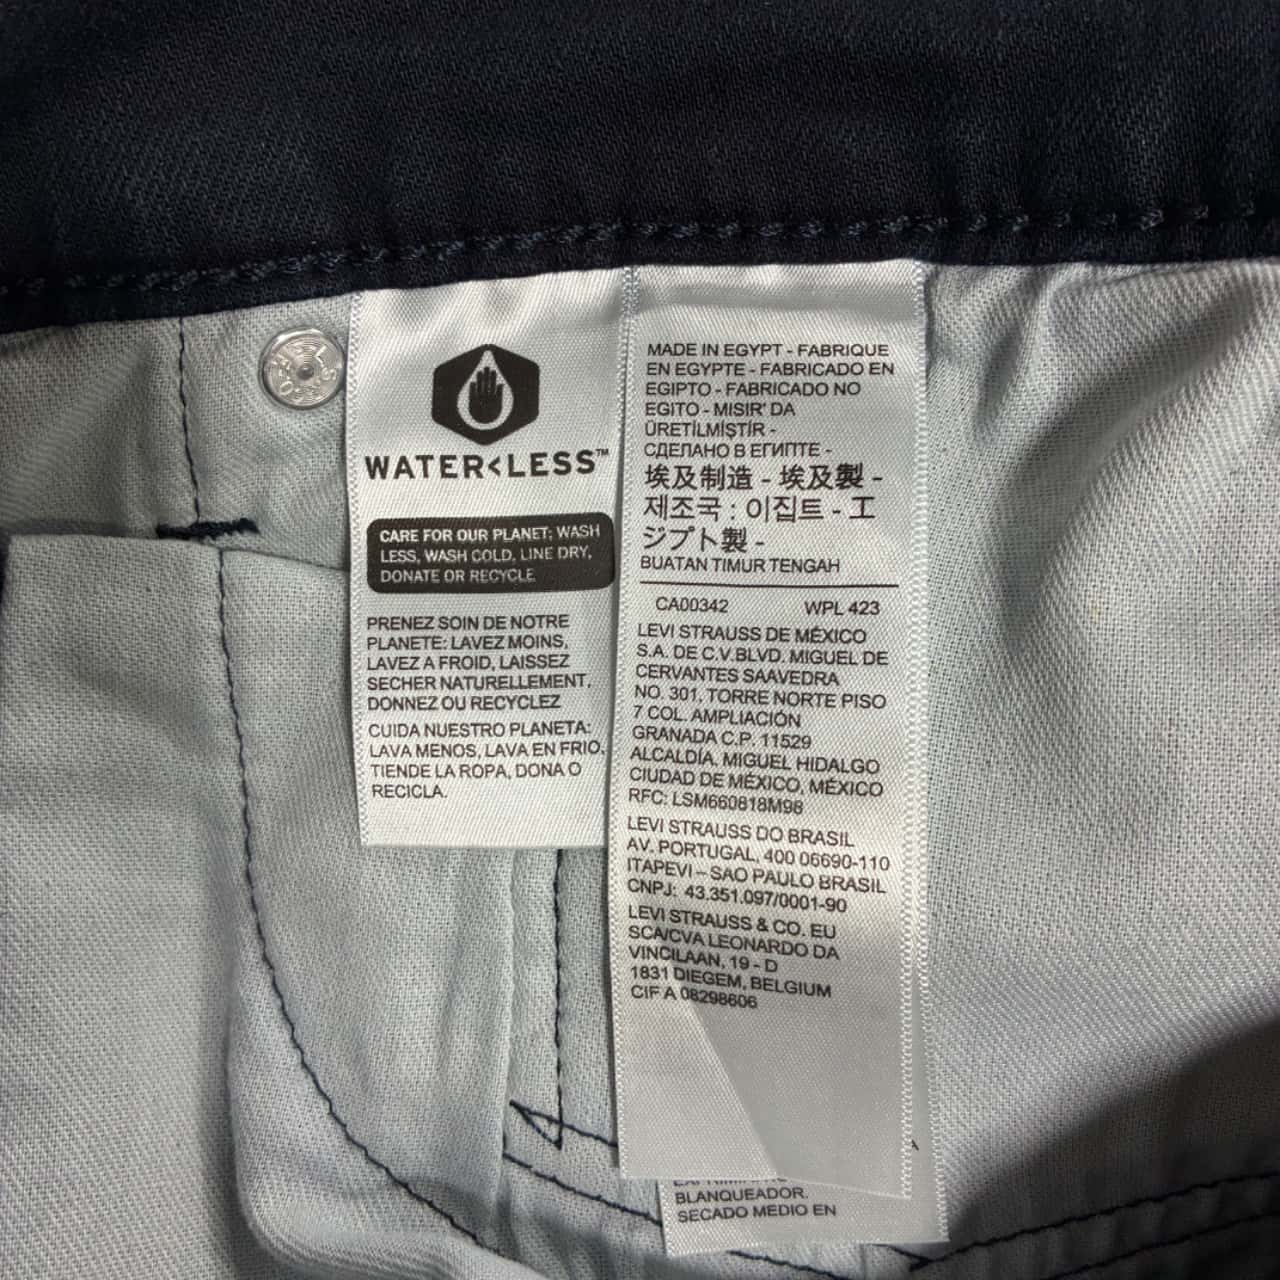 WATER<LESS™
CARE FOR OUR PLANET: WASH
LESS, WASH COLD, LINE DRY,
DONATE OR RECYCLE
PRENEZ SOIN DE NOTRE
PLANETE: LAVEZ MOINS,
LAVEZ A FROID, LAISSEZ
SECHER NATURELLEMENT.
DONNEZ OU RECYCLEZ
CUIDA NUESTRO PLANETA:
LAVA MENOS, LAVA EN FRIO,
TIENDE LA ROPA, DONA O
RECICLA.
MADE IN EGYPT - FABRIQUE
EN EGYPTE - FABRICADO EN
EGIPTO - FABRICADO NO
EGITO - MISIR' DA
ÜRETİLMİŞTİR -
СДЕЛАНО В ЕГИПТЕ -
埃及制造 - 埃及製 -
제조국 : 이집트 - エ
ジプト製 -
BUATAN TIMUR TENGAH
CA00342 WPL 423
LEVI STRAUSS DE MÉXICO
S.A. DE C.V.BLVD. MIGUEL DE
CERVANTES SAAVEDRA
NO. 301. TORRE NORTE PISO
7 COL. AMPLIACIÓN
GRANADA C.P. 11529
ALCALDÍA. MIGUEL HIDALGO
CIUDAD DE MÉXICO, MÉXICO
RFC: LSM660818M98
LEVI STRAUSS DO BRASIL
AV. PORTUGAL, 400 06690-110
ITAPEVI – SAO PAULO BRASIL
CNPJ: 43.351.097/0001-90
LEVI STRAUSS & CO. EU
SCA/CVA LEONARDO DA
VINCILAAN, 19 - D
1831 DIEGEM, BELGIUM
CIF A 08298606
BLANQUEADOR.
SECADO MEDIO EN